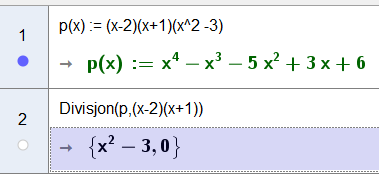 1
p(x) := (x-2)(x+1)(x^2 -3)
→ p(x) := x⁴ − x³ − 5 x² + 3 x + 6
2
Divisjon(p,(x-2)(x+1))
→ {x² − 3, 0}